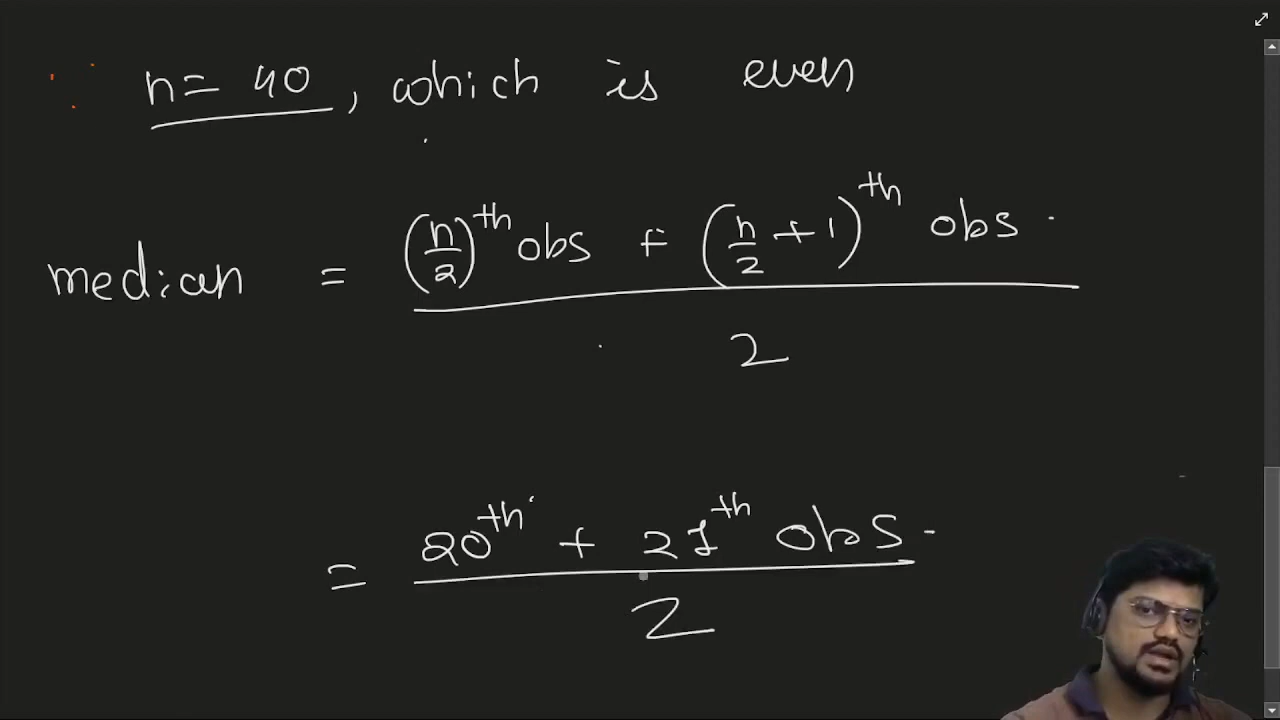 ∵ n = 40, which is even
median = ((n/2)th obs + (n/2 + 1)th obs.) / 2
= (20th + 21th obs.) / 2